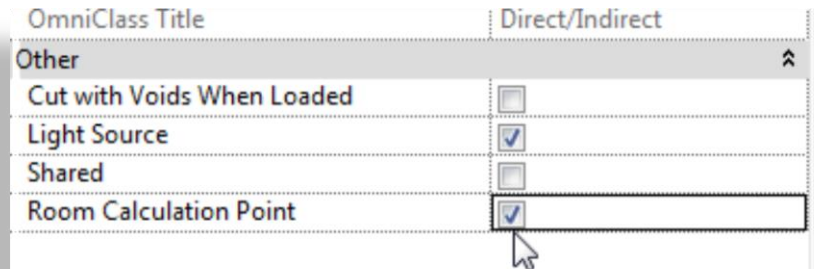 OmniClass Title Direct/Indirect
Other
Cut with Voids When Loaded
Light Source
Shared
Room Calculation Point